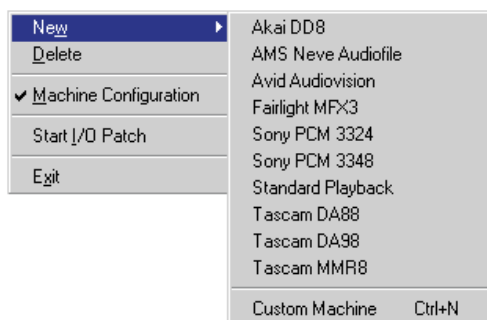 New
Delete
Machine Configuration
Start I/O Patch
Exit
Akai DD8
AMS Neve Audiofile
Avid Audiovision
Fairlight MFX3
Sony PCM 3324
Sony PCM 3348
Standard Playback
Tascam DA88
Tascam DA98
Tascam MMR8
Custom Machine Ctrl+N